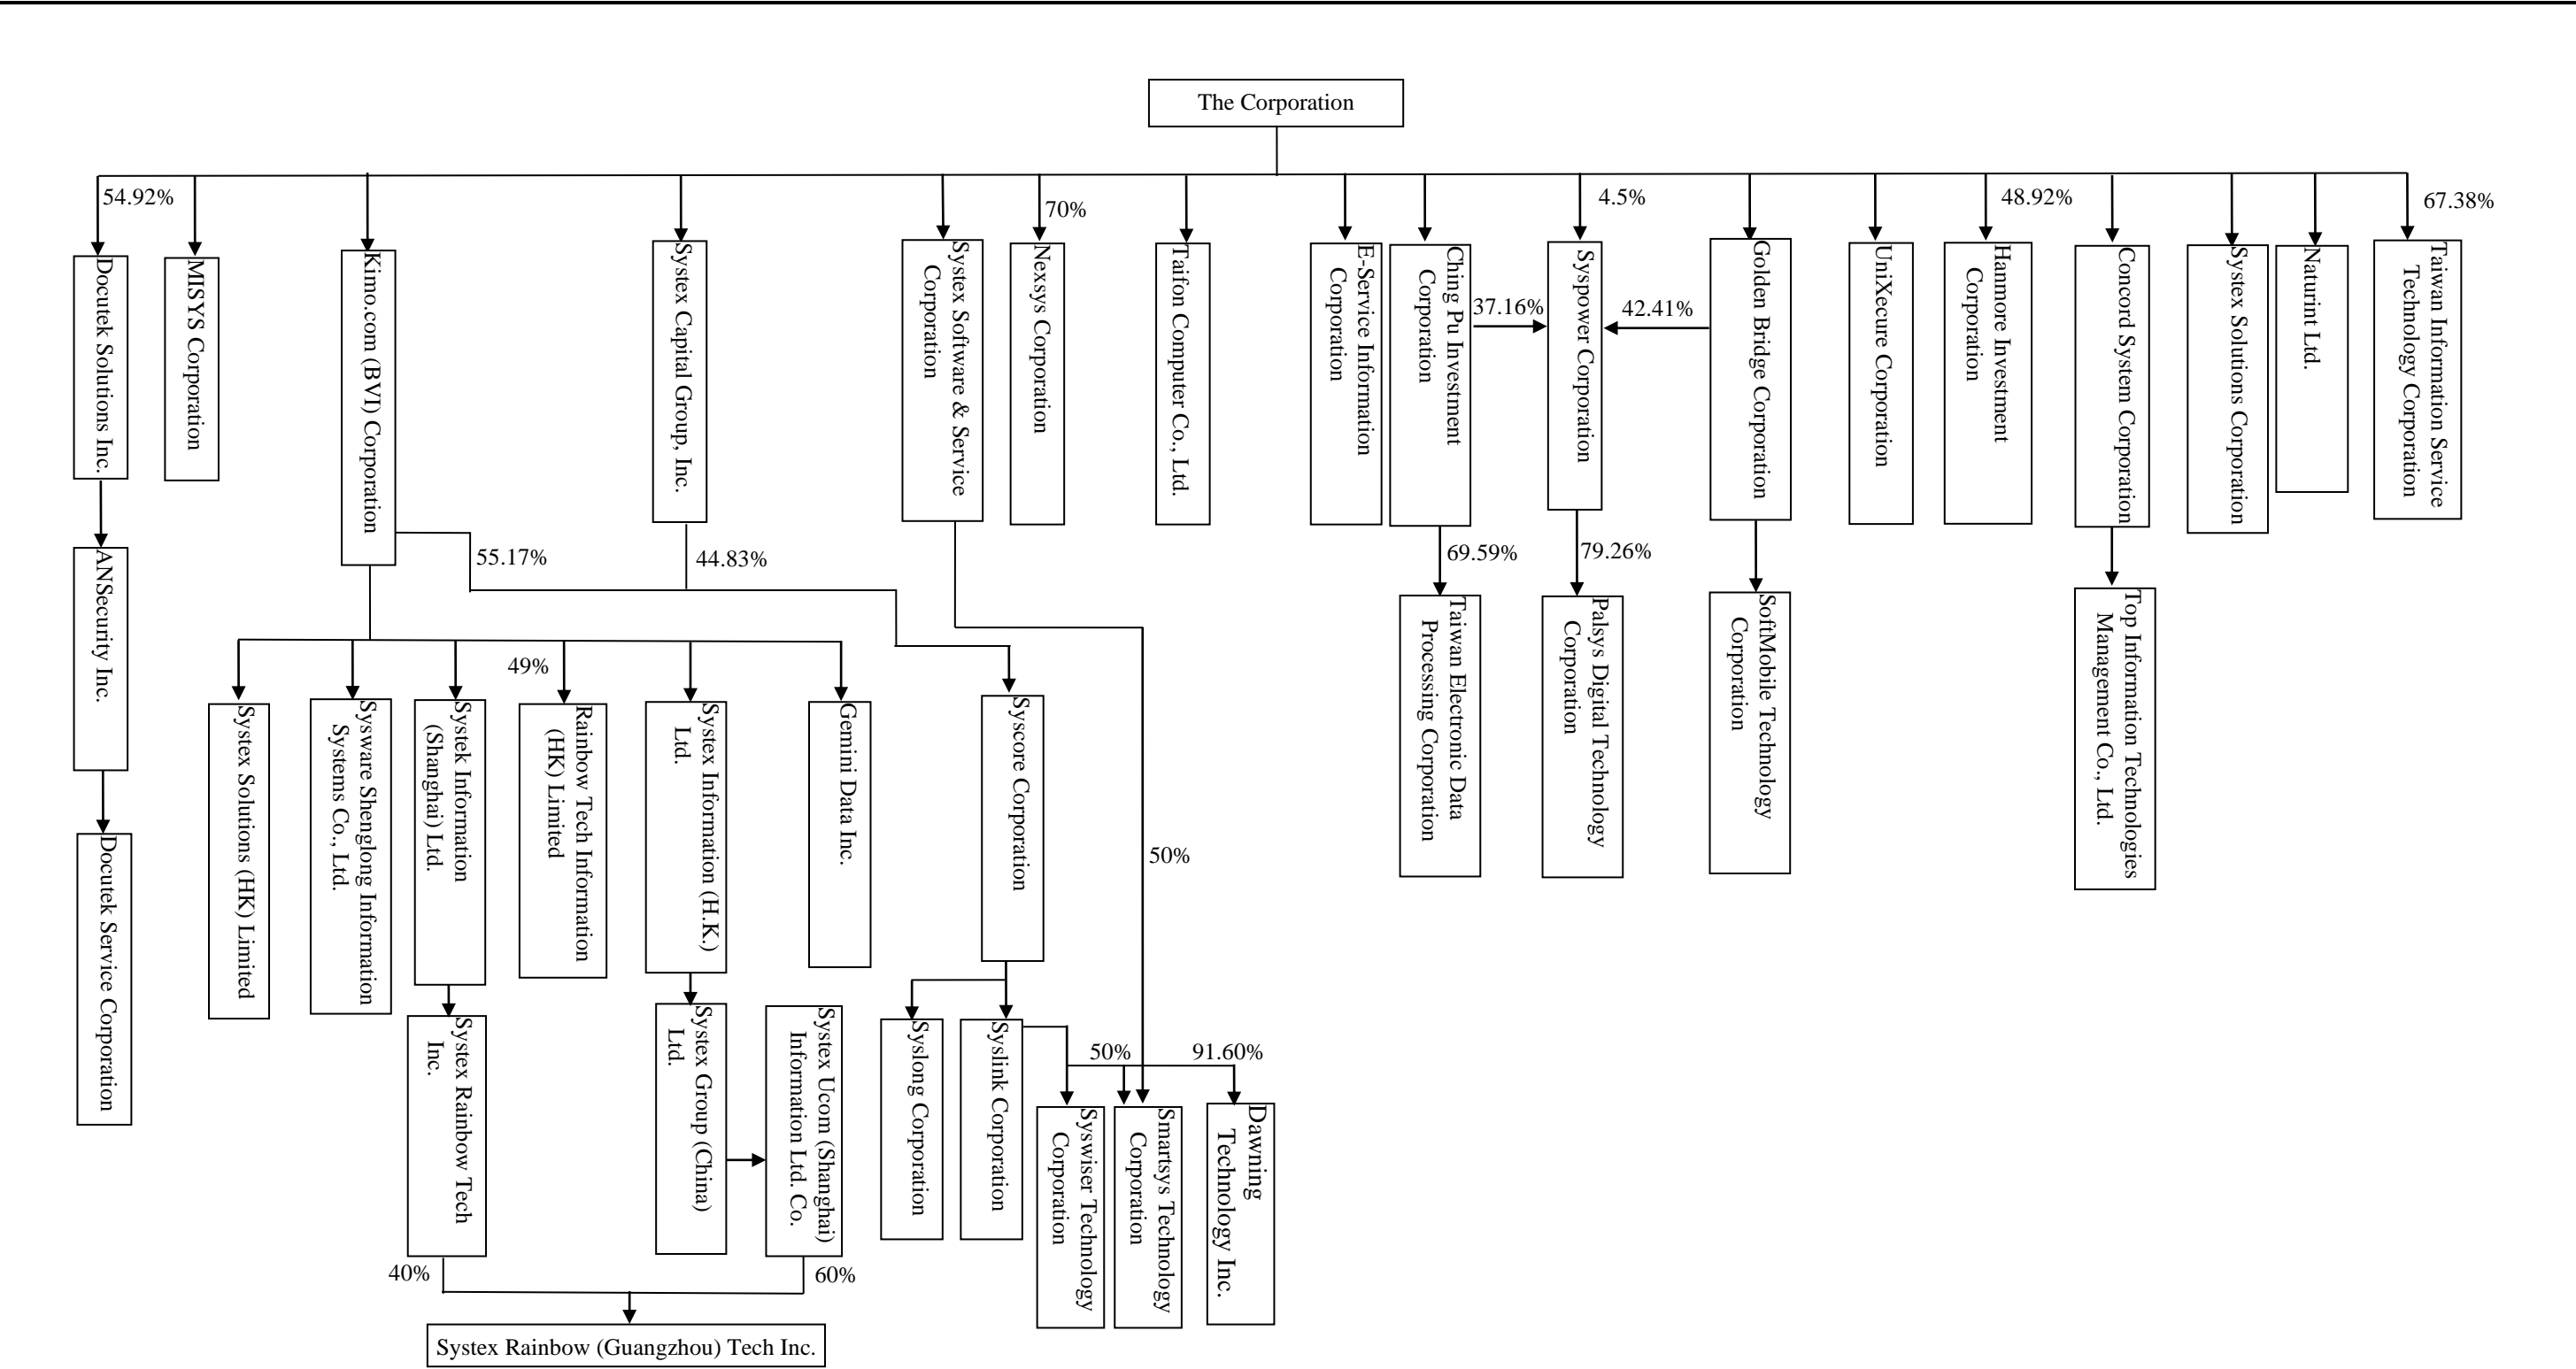 The Corporation
54.92%
70%
4.5%
48.92%
67.38%
Docutek Solutions Inc.
MISYS Corporation
Kimo.com (BVI) Corporation
Systex Capital Group, Inc.
Systex Software & Service
Corporation
Nexsys Corporation
Taifon Computer Co., Ltd.
E-Service Information
Corporation
Ching Pu Investment
Corporation
37.16%
Syspower Corporation
42.41%
Golden Bridge Corporation
UniXecure Corporation
Hanmore Investment
Corporation
Concord System Corporation
Systex Solutions Corporation
Naturint Ltd.
Taiwan Information Service
Technology Corporation
55.17%
44.83%
69.59%
79.26%
ANSecurity Inc.
Taiwan Electronic Data
Processing Corporation
Palsys Digital Technology
Corporation
SoftMobile Technology
Corporation
Top Information Technologies
Management Co., Ltd.
49%
Systex Solutions (HK) Limited
Sysware Shenglong Information
Systems Co., Ltd.
Systek Information
(Shanghai) Ltd.
Rainbow Tech Information
(HK) Limited
Systex Information (H.K.)
Ltd.
Gemini Data Inc.
Syscore Corporation
50%
Docutek Service Corporation
Systex Rainbow Tech
Inc.
Systex Group (China)
Ltd.
Systex Ucom (Shanghai)
Information Ltd. Co.
Syslong Corporation
Syslink Corporation
50%
91.60%
Syswiser Technology
Corporation
Smartsys Technology
Corporation
Dawning
Technology Inc.
40%
60%
Systex Rainbow (Guangzhou) Tech Inc.